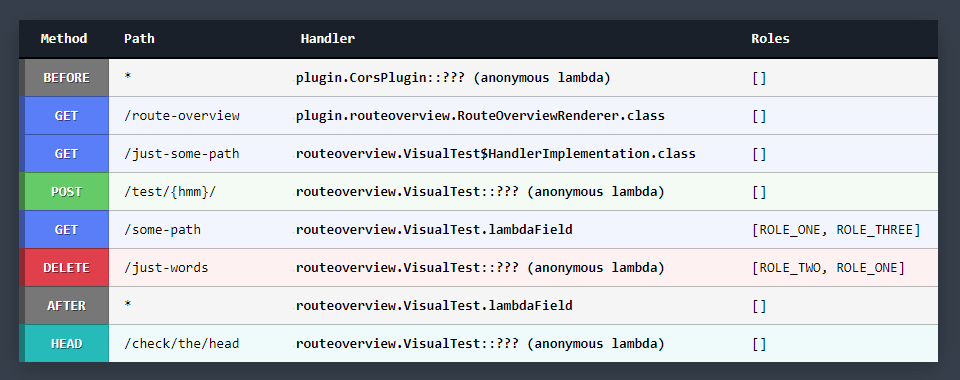 Method Path Handler Roles
BEFORE * plugin.CorsPlugin::??? (anonymous lambda) []
GET /route-overview plugin.routeoverview.RouteOverviewRenderer.class []
GET /just-some-path routeoverview.VisualTest$HandlerImplementation.class []
POST /test/{hmm}/ routeoverview.VisualTest::??? (anonymous lambda) []
GET /some-path routeoverview.VisualTest.lambdaField [ROLE_ONE, ROLE_THREE]
DELETE /just-words routeoverview.VisualTest::??? (anonymous lambda) [ROLE_TWO, ROLE_ONE]
AFTER * routeoverview.VisualTest.lambdaField []
HEAD /check/the/head routeoverview.VisualTest::??? (anonymous lambda) []